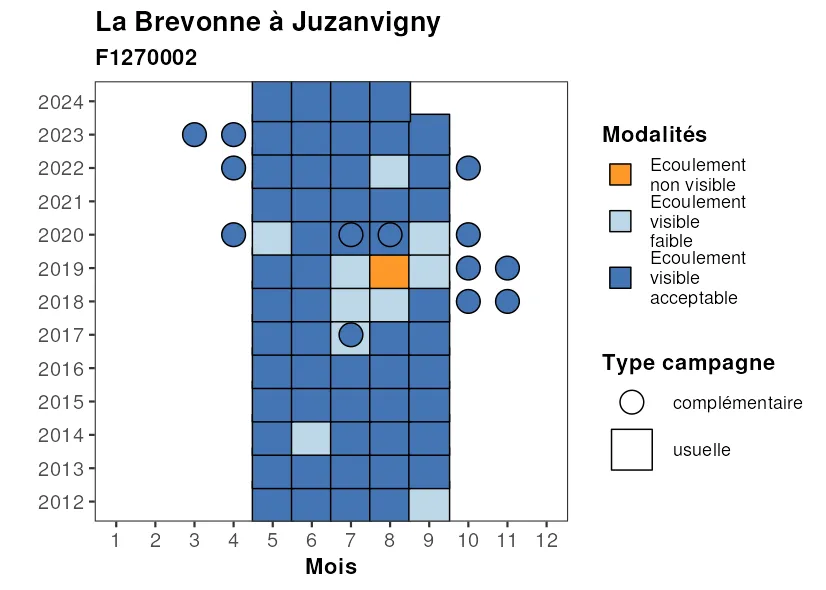 La Brevonne à Juzanvigny
F1270002
2024
2023
2022
2021
2020
2019
2018
2017
2016
2015
2014
2013
2012
1 2 3 4 5 6 7 8 9 10 11 12
Mois
Modalités
Ecoulement
non visible
Ecoulement
visible
faible
Ecoulement
visible
acceptable
Type campagne
complémentaire
usuelle